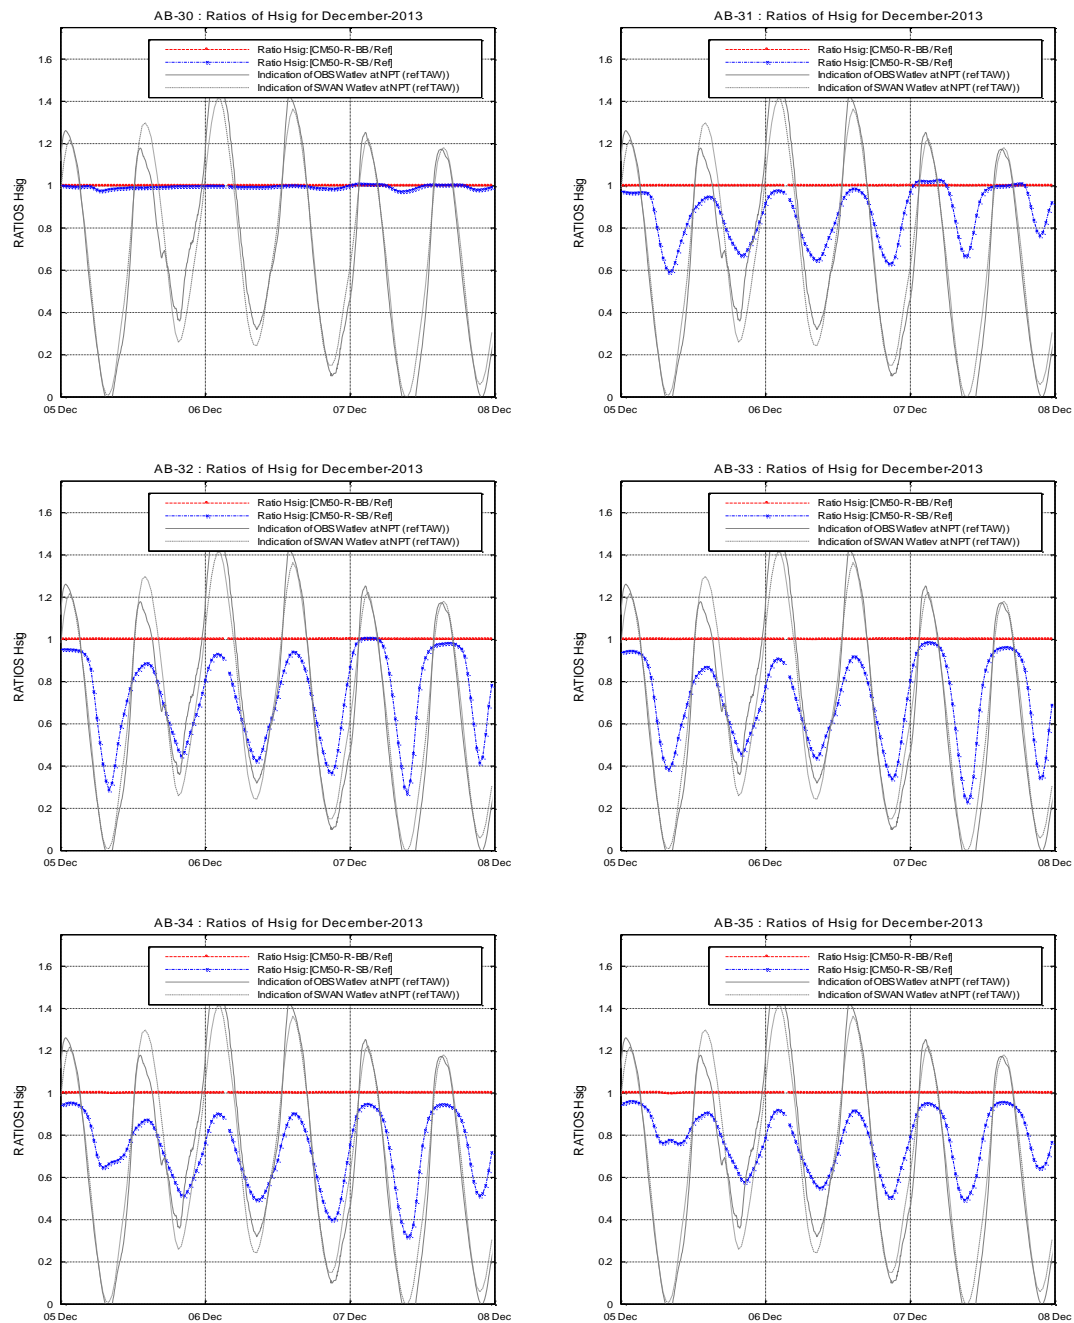 AB-30 : Ratios of Hsig for December-2013
Ratio Hsig: [CM50-R-BB/Ref]
Ratio Hsig: [CM50-R-SB/Ref]
Indication of OBS Watlev at NPT (ref TAW))
Indication of SWAN Watlev at NPT (ref TAW))
RATIOS Hsig
1.6
1.4
1.2
1
0.8
0.6
0.4
0.2
0
05 Dec 06 Dec 07 Dec 08 Dec
AB-31 : Ratios of Hsig for December-2013
Ratio Hsig: [CM50-R-BB/Ref]
Ratio Hsig: [CM50-R-SB/Ref]
Indication of OBS Watlev at NPT (ref TAW))
Indication of SWAN Watlev at NPT (ref TAW))
RATIOS Hsig
1.6
1.4
1.2
1
0.8
0.6
0.4
0.2
0
05 Dec 06 Dec 07 Dec 08 Dec
AB-32 : Ratios of Hsig for December-2013
Ratio Hsig: [CM50-R-BB/Ref]
Ratio Hsig: [CM50-R-SB/Ref]
Indication of OBS Watlev at NPT (ref TAW))
Indication of SWAN Watlev at NPT (ref TAW))
RATIOS Hsig
1.6
1.4
1.2
1
0.8
0.6
0.4
0.2
0
05 Dec 06 Dec 07 Dec 08 Dec
AB-33 : Ratios of Hsig for December-2013
Ratio Hsig: [CM50-R-BB/Ref]
Ratio Hsig: [CM50-R-SB/Ref]
Indication of OBS Watlev at NPT (ref TAW))
Indication of SWAN Watlev at NPT (ref TAW))
RATIOS Hsig
1.6
1.4
1.2
1
0.8
0.6
0.4
0.2
0
05 Dec 06 Dec 07 Dec 08 Dec
AB-34 : Ratios of Hsig for December-2013
Ratio Hsig: [CM50-R-BB/Ref]
Ratio Hsig: [CM50-R-SB/Ref]
Indication of OBS Watlev at NPT (ref TAW))
Indication of SWAN Watlev at NPT (ref TAW))
RATIOS Hsig
1.6
1.4
1.2
1
0.8
0.6
0.4
0.2
0
05 Dec 06 Dec 07 Dec 08 Dec
AB-35 : Ratios of Hsig for December-2013
Ratio Hsig: [CM50-R-BB/Ref]
Ratio Hsig: [CM50-R-SB/Ref]
Indication of OBS Watlev at NPT (ref TAW))
Indication of SWAN Watlev at NPT (ref TAW))
RATIOS Hsig
1.6
1.4
1.2
1
0.8
0.6
0.4
0.2
0
05 Dec 06 Dec 07 Dec 08 Dec